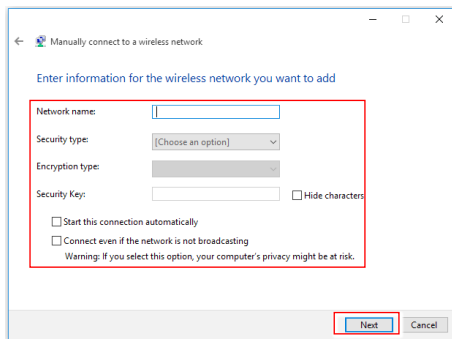 Manually connect to a wireless network
Enter information for the wireless network you want to add
Network name:
Security type: [Choose an option]
Encryption type:
Security Key: Hide characters
Start this connection automatically
Connect even if the network is not broadcasting
Warning: If you select this option, your computer's privacy might be at risk.
Next Cancel